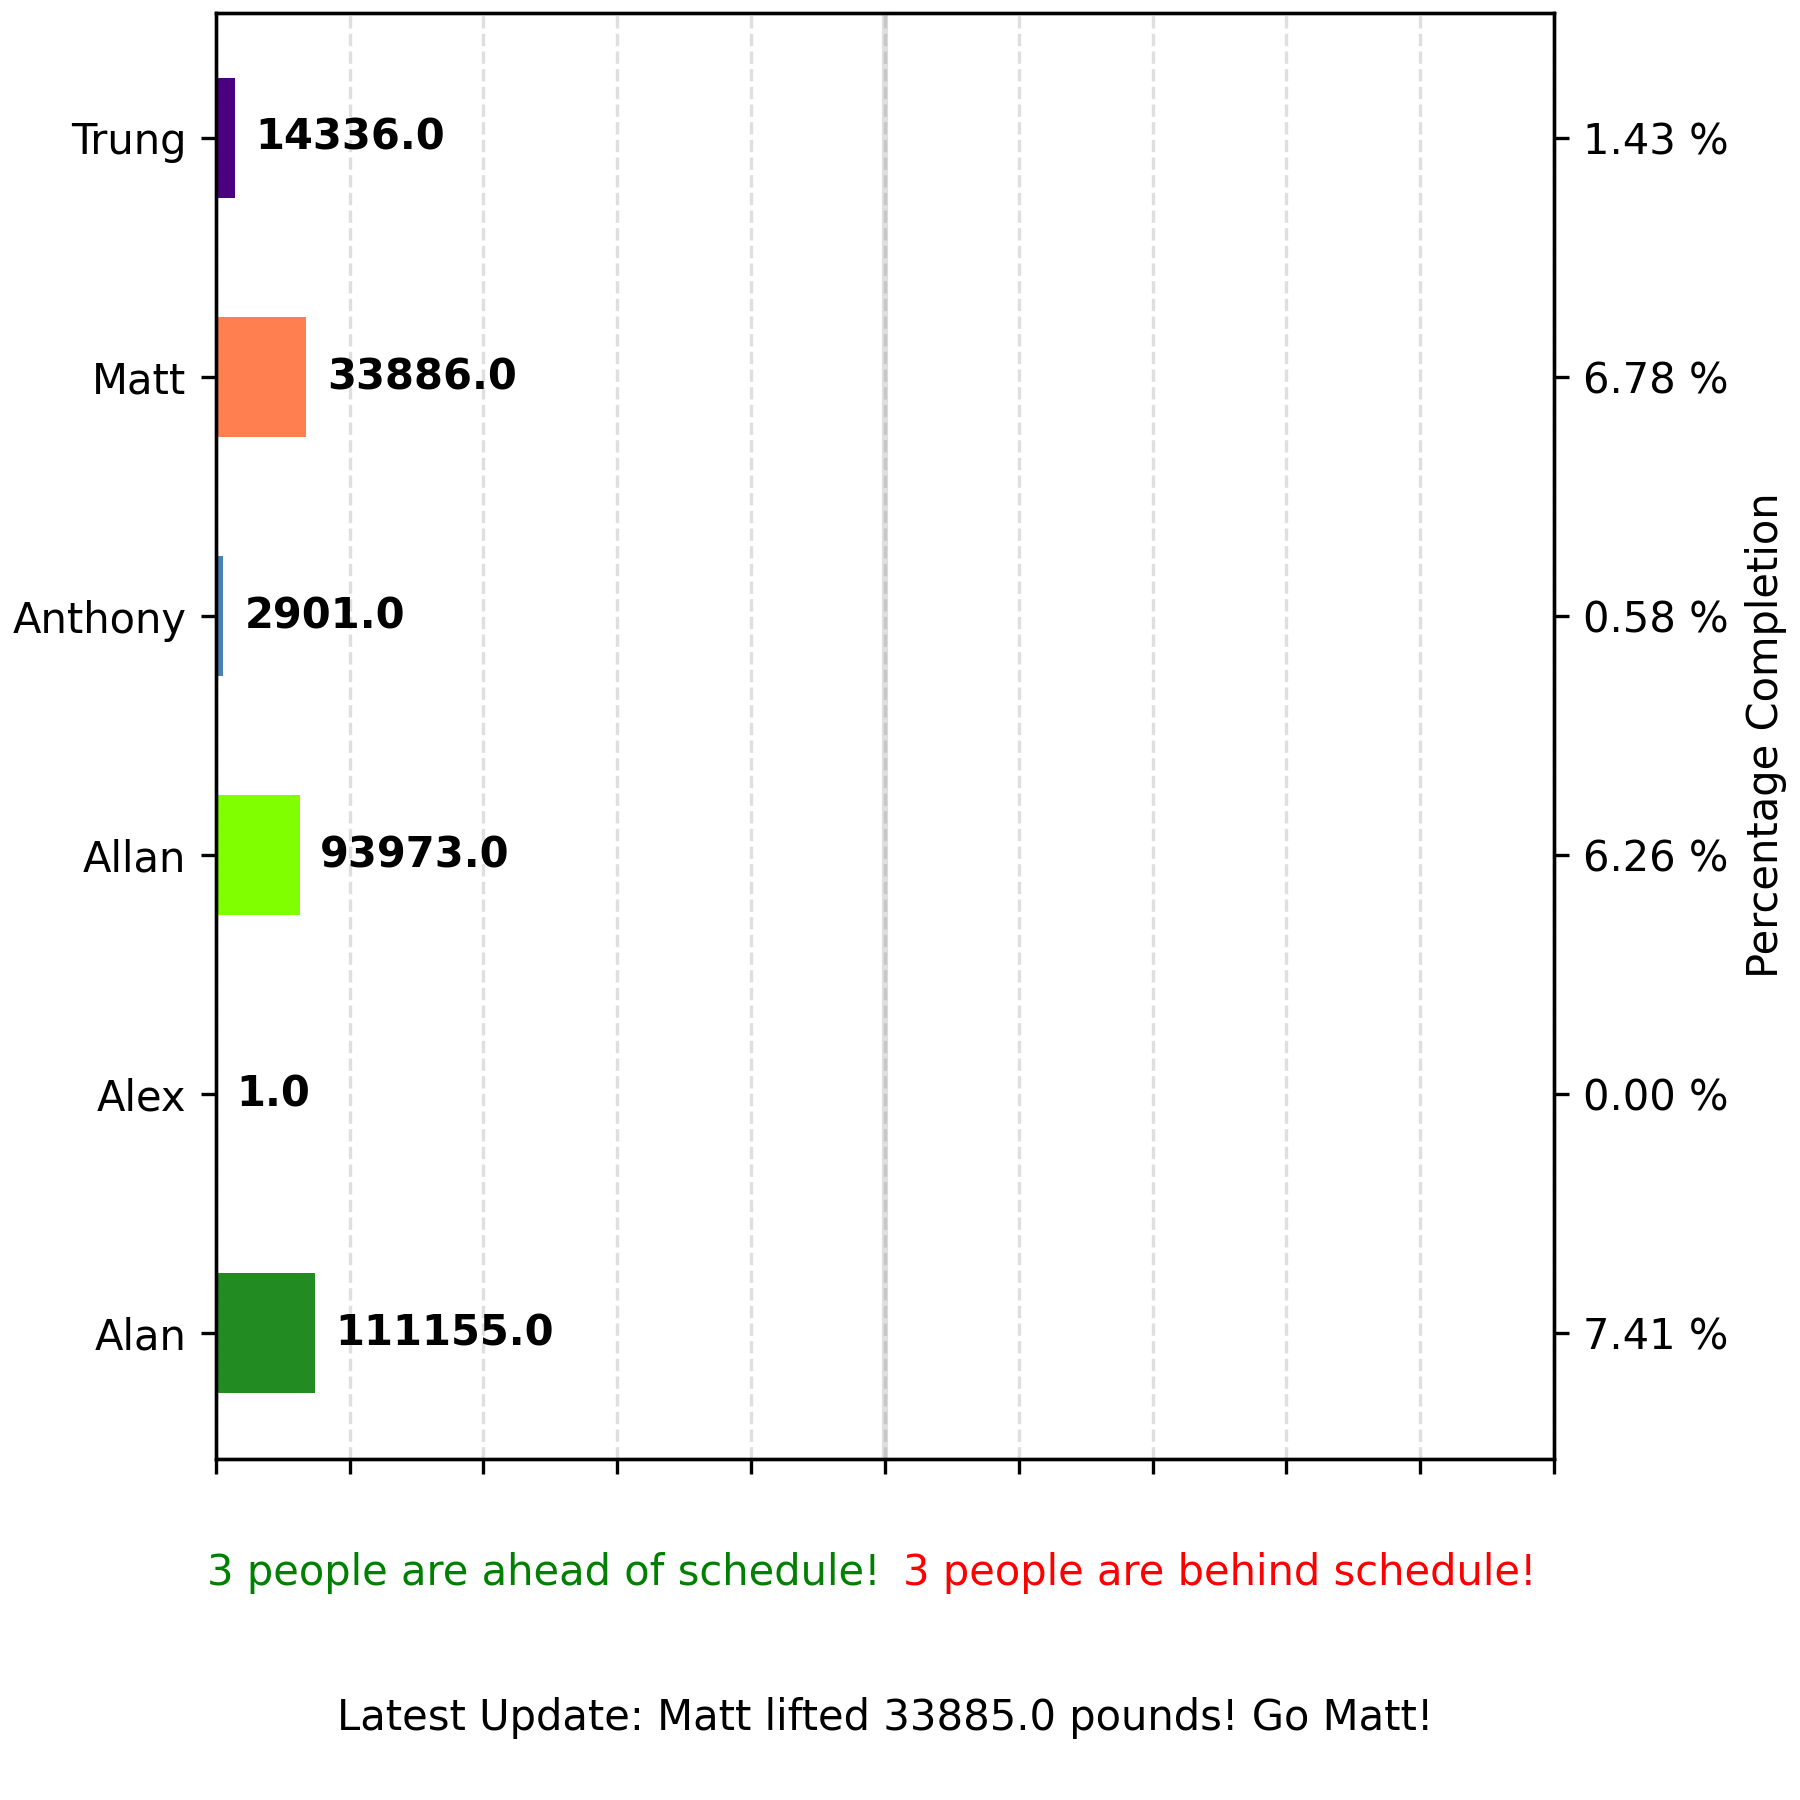 Trung 14336.0 1.43 %
Matt 33886.0 6.78 %
Anthony 2901.0 0.58 %
Allan 93973.0 6.26 %
Alex 1.0 0.00 %
Alan 111155.0 7.41 %
Percentage Completion
3 people are ahead of schedule! 3 people are behind schedule!
Latest Update: Matt lifted 33885.0 pounds! Go Matt!